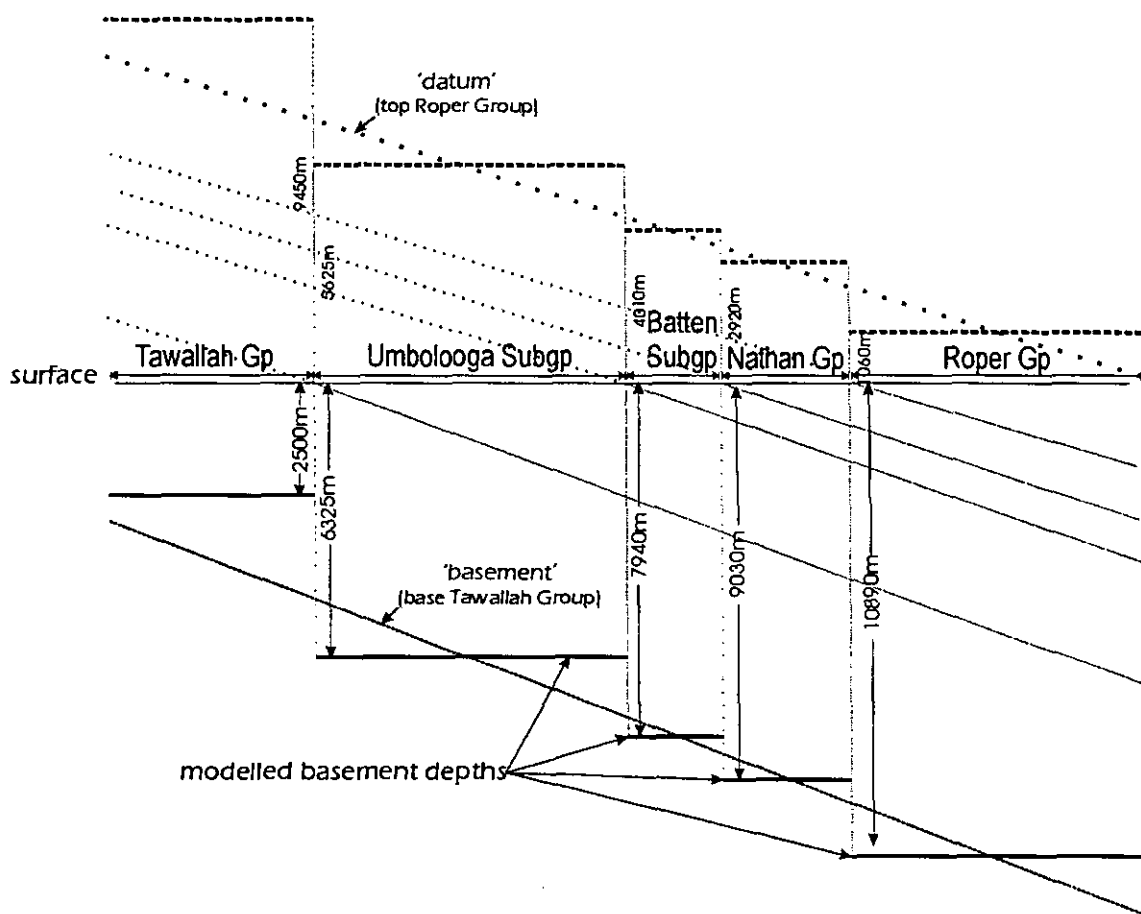 'datum'
(top Roper Group)
9450m
5625m
4010m
2920m
1060m
Tawallah Gp
Umbolooga Subgp
Batten
Subgp
Nathan Gp
Roper Gp
surface
2500m
6325m
7940m
9030m
10890m
'basement'
(base Tawallah Group)
modelled basement depths